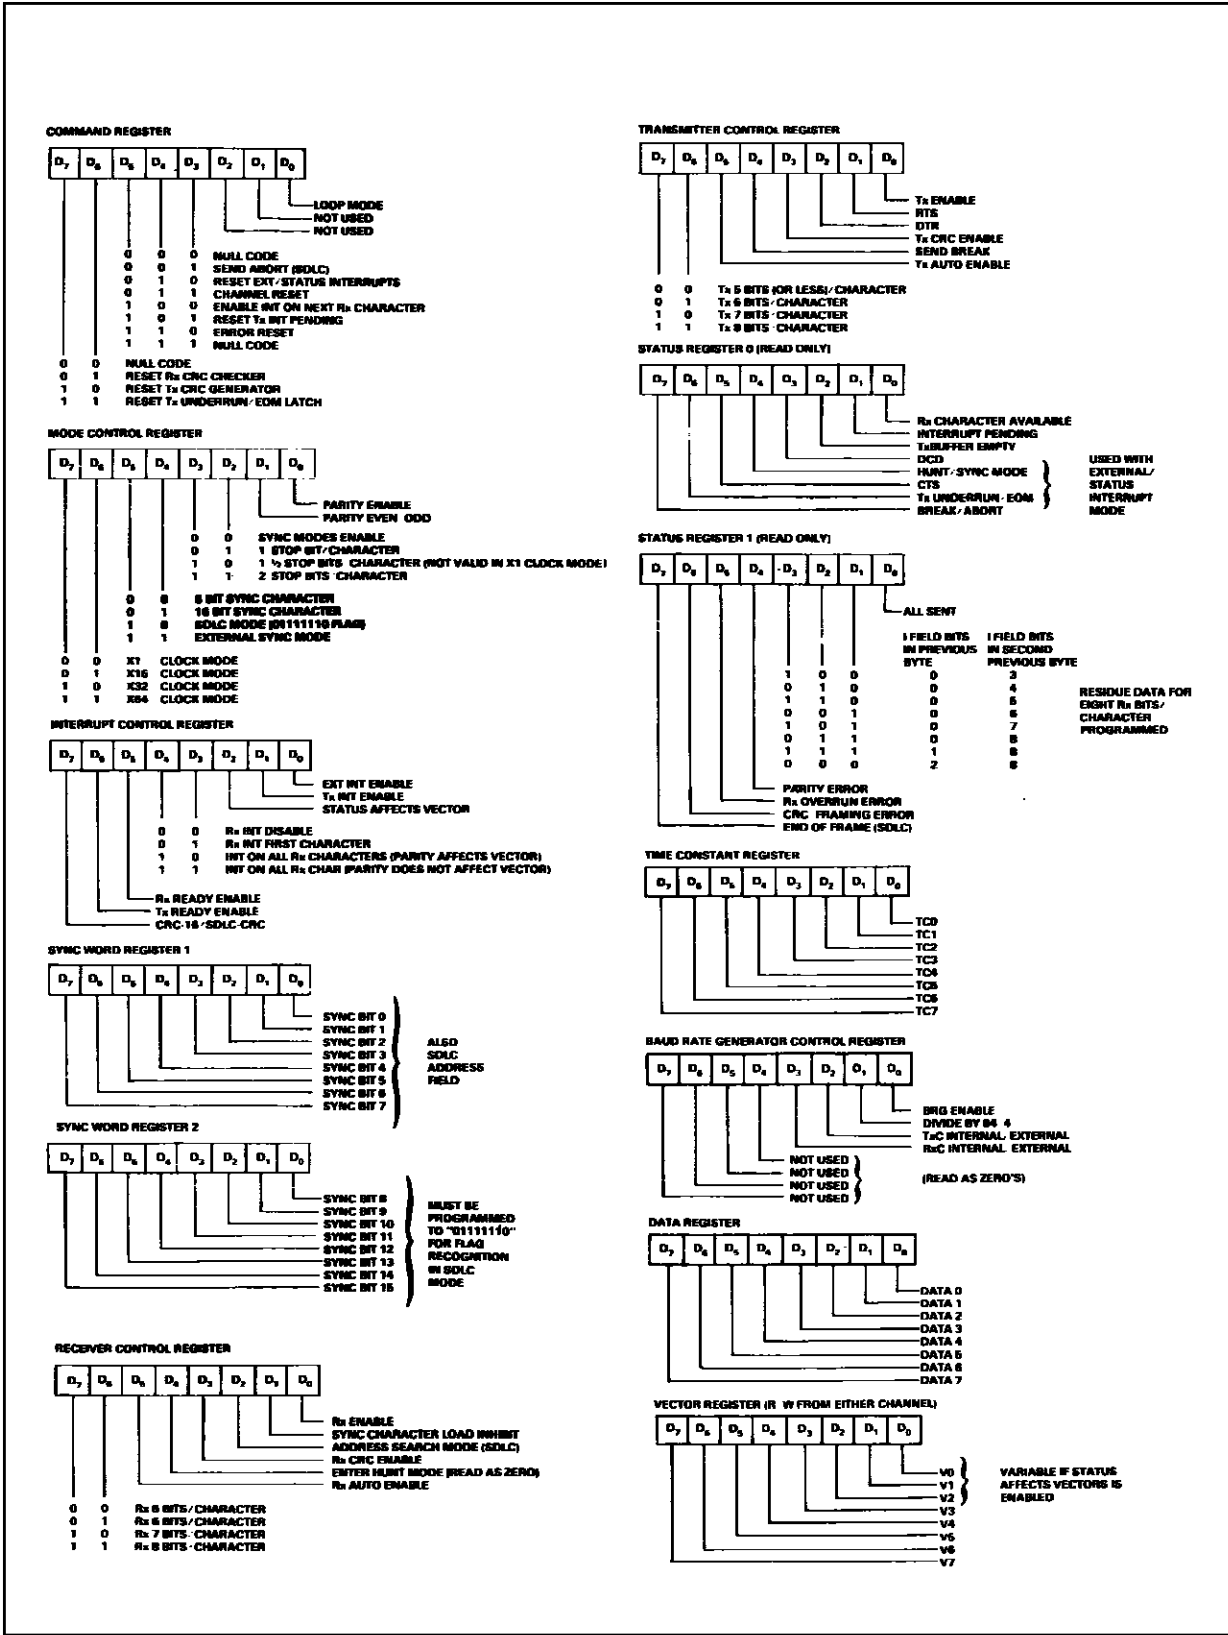 COMMAND REGISTER
D7 D6 D5 D4 D3 D2 D1 D0
LOOP MODE
NOT USED
NOT USED
0 0 0 NULL CODE
0 0 1 SEND ABORT (SDLC)
0 1 0 RESET EXT/STATUS INTERRUPTS
0 1 1 CHANNEL RESET
1 0 0 ENABLE INT ON NEXT Rx CHARACTER
1 0 1 RESET Tx INT PENDING
1 1 0 ERROR RESET
1 1 1 NULL CODE
0 0 NULL CODE
0 1 RESET Rx CRC CHECKER
1 0 RESET Tx CRC GENERATOR
1 1 RESET Tx UNDERRUN/EOM LATCH
MODE CONTROL REGISTER
D7 D6 D5 D4 D3 D2 D1 D0
PARITY ENABLE
PARITY EVEN ODD
0 0 SYNC MODES ENABLE
0 1 1 STOP BIT/CHARACTER
1 0 1 ½ STOP BITS CHARACTER (NOT VALID IN X1 CLOCK MODE)
1 1 2 STOP BITS CHARACTER
0 0 8 BIT SYNC CHARACTER
0 1 16 BIT SYNC CHARACTER
1 0 SDLC MODE (01111110 FLAG)
1 1 EXTERNAL SYNC MODE
0 0 X1 CLOCK MODE
0 1 X16 CLOCK MODE
1 0 X32 CLOCK MODE
1 1 X64 CLOCK MODE
INTERRUPT CONTROL REGISTER
D7 D6 D5 D4 D3 D2 D1 D0
EXT INT ENABLE
Tx INT ENABLE
STATUS AFFECTS VECTOR
0 0 Rx INT DISABLE
0 1 Rx INT FIRST CHARACTER
1 0 INT ON ALL Rx CHARACTERS (PARITY AFFECTS VECTOR)
1 1 INT ON ALL Rx CHAR (PARITY DOES NOT AFFECT VECTOR)
Rx READY ENABLE
Tx READY ENABLE
CRC-16/SDLC-CRC
SYNC WORD REGISTER 1
D7 D6 D5 D4 D3 D2 D1 D0
SYNC BIT 0
SYNC BIT 1
SYNC BIT 2
SYNC BIT 3
SYNC BIT 4
SYNC BIT 5
SYNC BIT 6
SYNC BIT 7
ALSO
SDLC
ADDRESS
FIELD
SYNC WORD REGISTER 2
D7 D6 D5 D4 D3 D2 D1 D0
SYNC BIT 8
SYNC BIT 9
SYNC BIT 10
SYNC BIT 11
SYNC BIT 12
SYNC BIT 13
SYNC BIT 14
SYNC BIT 15
MUST BE
PROGRAMMED
TO "01111110"
FOR FLAG
RECOGNITION
IN SDLC
MODE
RECEIVER CONTROL REGISTER
D7 D6 D5 D4 D3 D2 D1 D0
Rx ENABLE
SYNC CHARACTER LOAD INHIBIT
ADDRESS SEARCH MODE (SDLC)
Rx CRC ENABLE
ENTER HUNT MODE (READ AS ZERO)
Rx AUTO ENABLE
0 0 Rx 5 BITS/CHARACTER
0 1 Rx 6 BITS/CHARACTER
1 0 Rx 7 BITS/CHARACTER
1 1 Rx 8 BITS/CHARACTER
TRANSMITTER CONTROL REGISTER
D7 D6 D5 D4 D3 D2 D1 D0
Tx ENABLE
RTS
DTR
Tx CRC ENABLE
SEND BREAK
Tx AUTO ENABLE
0 0 Tx 5 BITS (OR LESS)/CHARACTER
0 1 Tx 6 BITS/CHARACTER
1 0 Tx 7 BITS/CHARACTER
1 1 Tx 8 BITS/CHARACTER
STATUS REGISTER 0 (READ ONLY)
D7 D6 D5 D4 D3 D2 D1 D0
Rx CHARACTER AVAILABLE
INTERRUPT PENDING
TxBUFFER EMPTY
DCD
HUNT/SYNC MODE
CTS
Tx UNDERRUN/EOM
BREAK/ABORT
USED WITH
EXTERNAL/
STATUS
INTERRUPT
MODE
STATUS REGISTER 1 (READ ONLY)
D7 D6 D5 D4 D3 D2 D1 D0
ALL SENT
I FIELD BITS I FIELD BITS
IN PREVIOUS IN SECOND
BYTE PREVIOUS BYTE
1 0 0 0 3
0 1 0 0 4
1 1 0 0 5
0 0 1 0 6
1 0 1 0 7
0 1 1 0 8
1 1 1 1 8
0 0 0 2 8
RESIDUE DATA FOR
EIGHT Rx BITS/
CHARACTER
PROGRAMMED
PARITY ERROR
Rx OVERRUN ERROR
CRC FRAMING ERROR
END OF FRAME (SDLC)
TIME CONSTANT REGISTER
D7 D6 D5 D4 D3 D2 D1 D0
TC0
TC1
TC2
TC3
TC4
TC5
TC6
TC7
BAUD RATE GENERATOR CONTROL REGISTER
D7 D6 D5 D4 D3 D2 D1 D0
BRG ENABLE
DIVIDE BY 64 4
TxC INTERNAL EXTERNAL
RxC INTERNAL EXTERNAL
NOT USED
NOT USED
NOT USED
NOT USED
(READ AS ZERO'S)
DATA REGISTER
D7 D6 D5 D4 D3 D2 D1 D0
DATA 0
DATA 1
DATA 2
DATA 3
DATA 4
DATA 5
DATA 6
DATA 7
VECTOR REGISTER (R W FROM EITHER CHANNEL)
D7 D6 D5 D4 D3 D2 D1 D0
V0
V1
V2
V3
V4
V5
V6
V7
VARIABLE IF STATUS
AFFECTS VECTORS IS
ENABLED